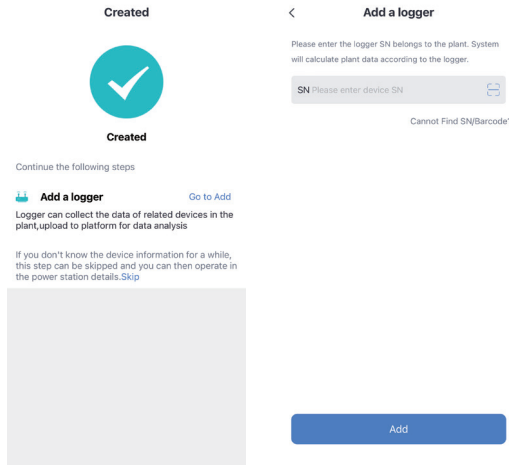 Created
Created
Continue the following steps
Add a logger
Go to Add
Logger can collect the data of related devices in the
plant,upload to platform for data analysis
If you don't know the device information for a while,
this step can be skipped and you can then operate in
the power station details.Skip
Add a logger
Please enter the logger SN belongs to the plant. System
will calculate plant data according to the logger.
SN Please enter device SN
Cannot Find SN/Barcode'
Add